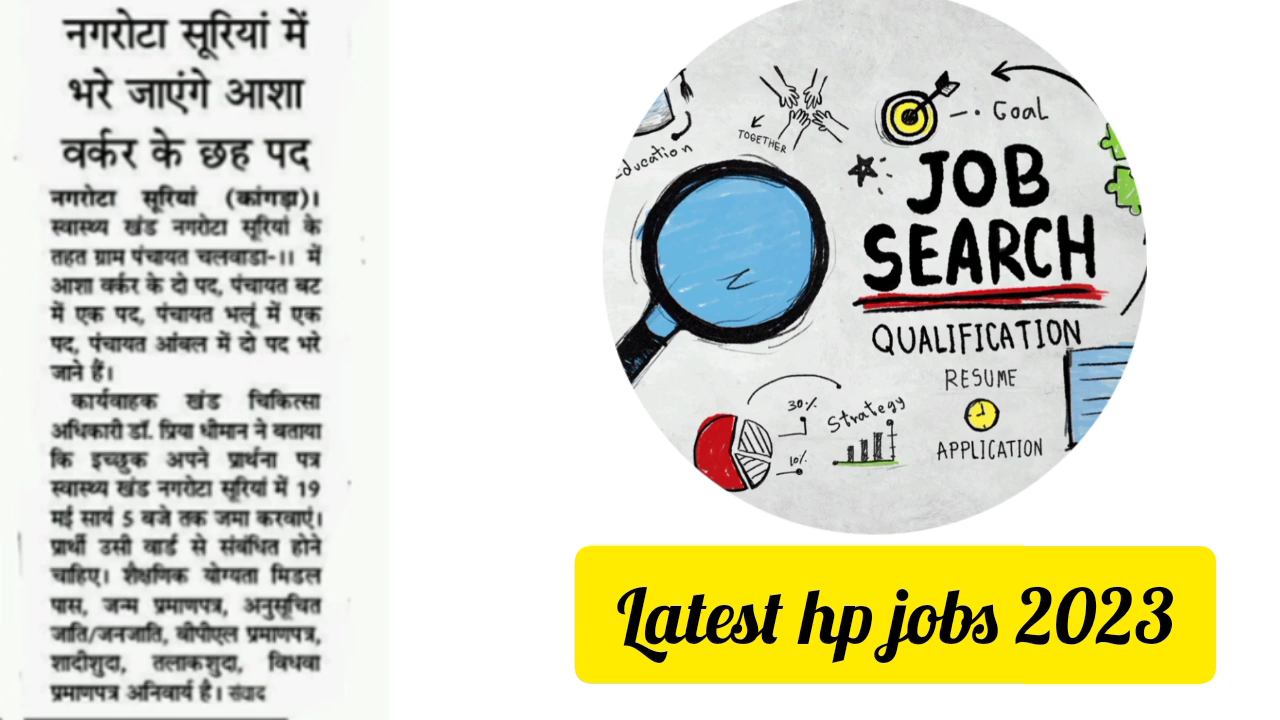 नगरोटा सूरियां में
भरे जाएंगे आशा
वर्कर के छह पद
नगरोटा सूरियां (कांगड़ा)।
स्वास्थ्य खंड नगरोटा सूरियां के
तहत ग्राम पंचायत चलवाडा-।। में
आशा वर्कर के दो पद, पंचायत बट
में एक पद, पंचायत भलूं में एक
पद, पंचायत आंबल में दो पद भरे
जाने हैं।
कार्यवाहक खंड चिकित्सा
अधिकारी डॉ. प्रिया धीमान ने बताया
कि इच्छुक अपने प्रार्थना पत्र
स्वास्थ्य खंड नगरोटा सूरियां में 19
मई सायं 5 बजे तक जमा करवाएं।
प्रार्थी उसी वार्ड से संबंधित होने
चाहिए। शैक्षणिक योग्यता मिडल
पास, जन्म प्रमाणपत्र, अनुसूचित
जाति/जनजाति, बीपीएल प्रमाणपत्र,
शादीशुदा, तलाकशुदा, विधवा
प्रमाणपत्र अनिवार्य है। संवाद
TOGETHER
Goal
JOB
SEARCH
QUALIFICATION
RESUME
APPLICATION
30%
10%
Strategy
Latest hp jobs 2023